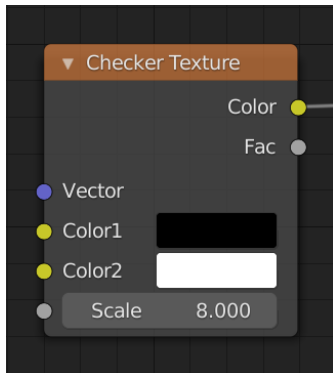 Checker Texture
Color
Fac
Vector
Color1
Color2
Scale 8.000